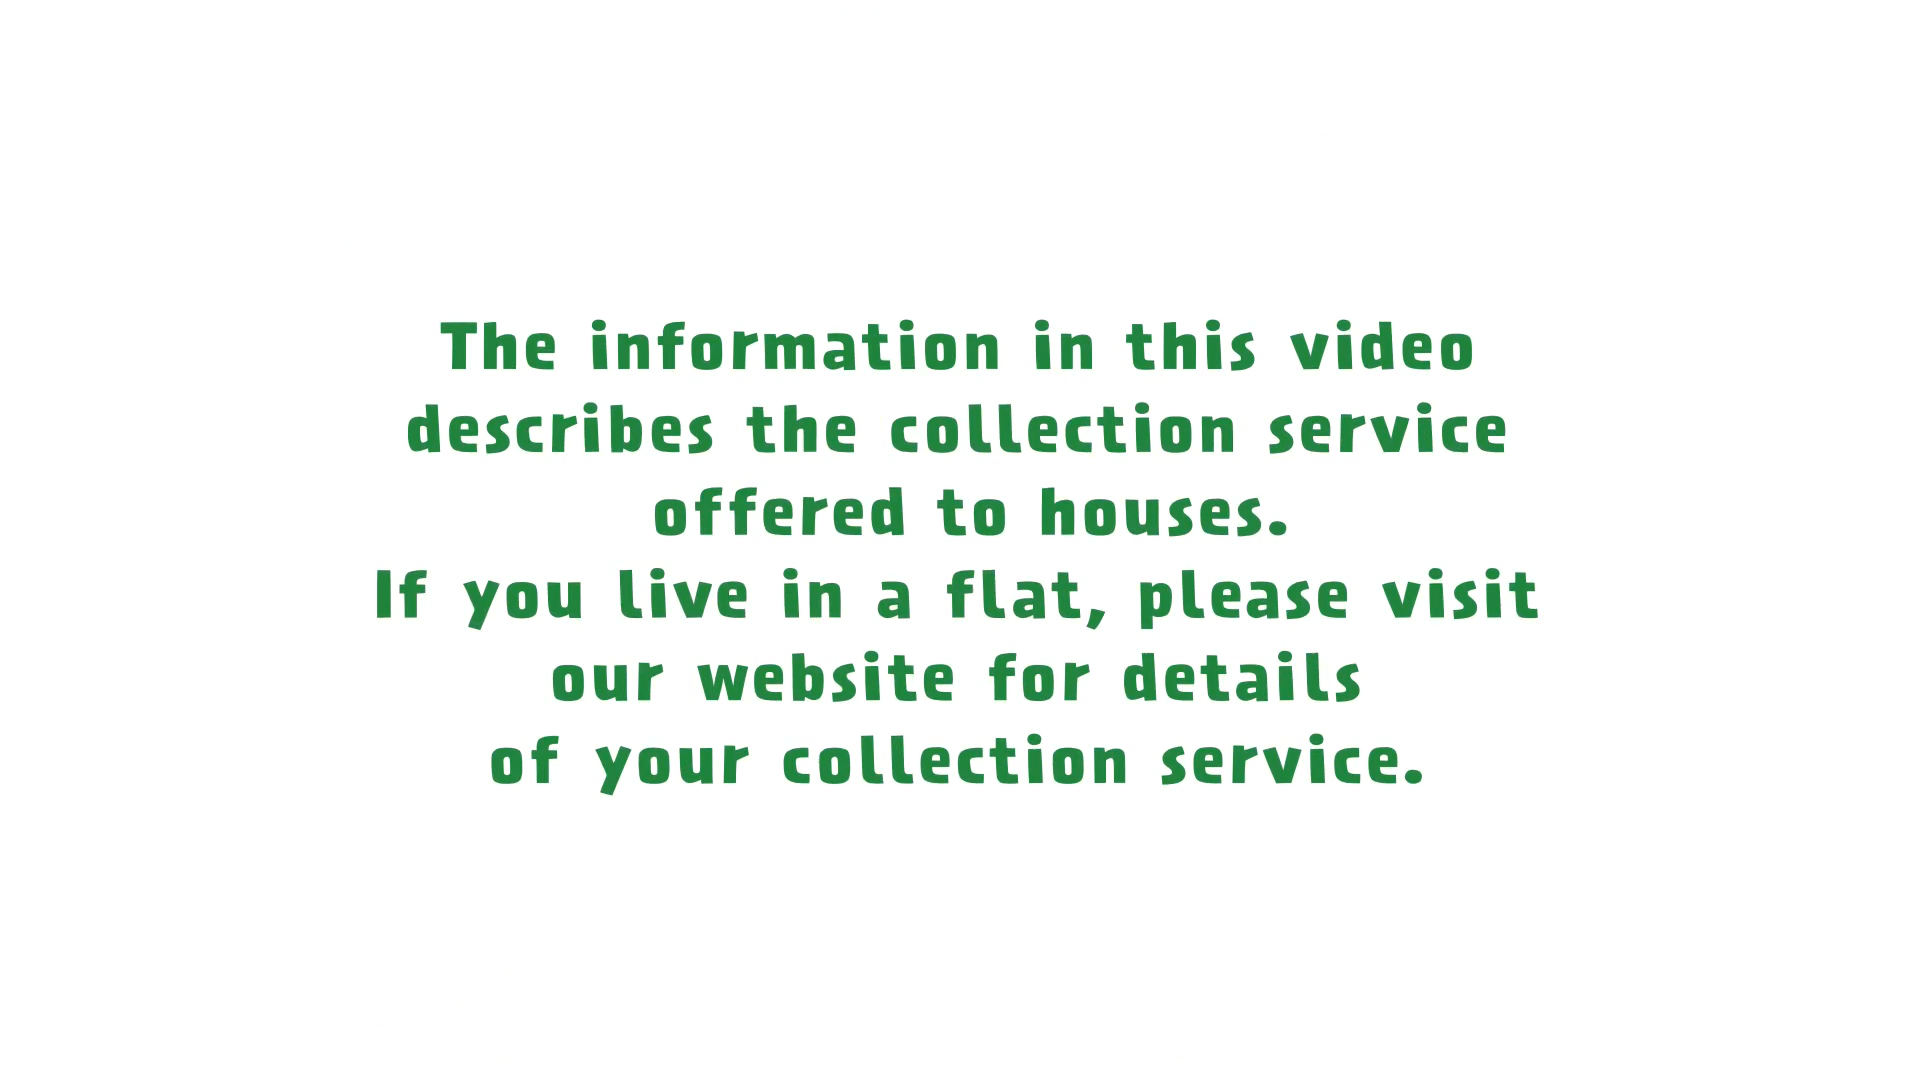 The information in this video
describes the collection service
offered to houses.
If you live in a flat, please visit
our website for details
of your collection service.